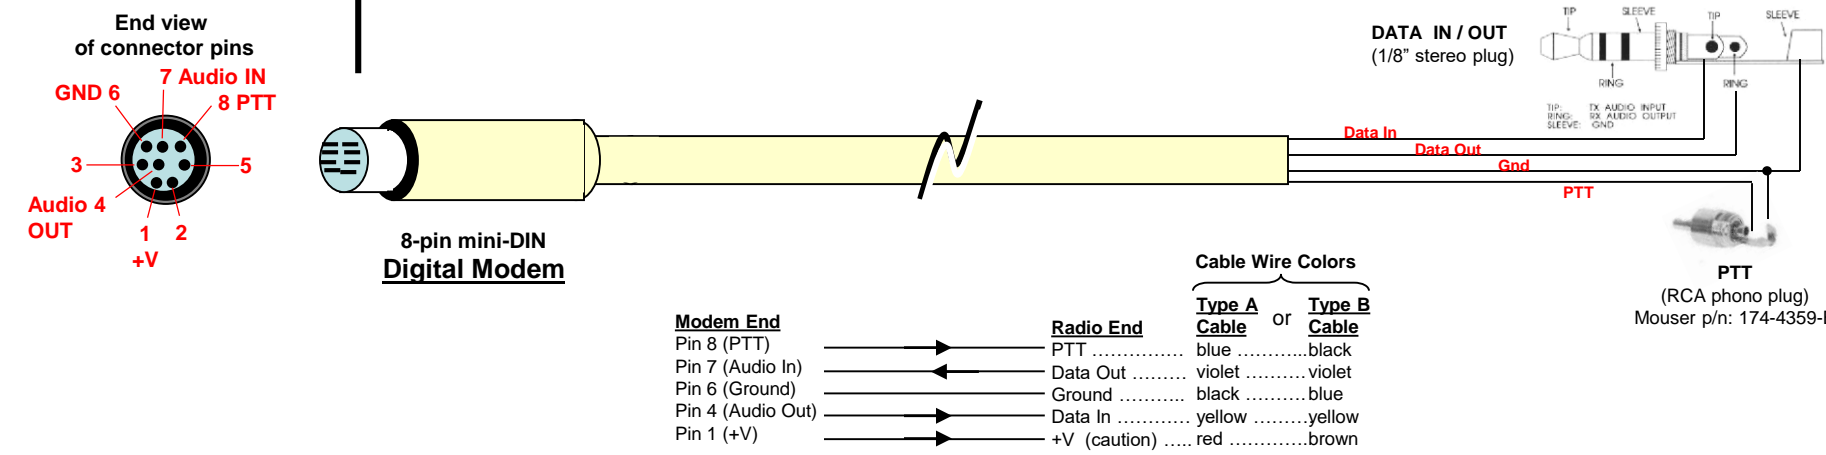 End view
of connector pins
7 Audio IN
GND 6
8 PTT
3
5
Audio 4
OUT
1
2
+V
8-pin mini-DIN
Digital Modem
DATA IN / OUT
(1/8” stereo plug)
TIP
SLEEVE
TIP
SLEEVE
RING
RING
TIP: TX AUDIO INPUT
RING: RX AUDIO OUTPUT
SLEEVE: GND
Data In
Data Out
Gnd
PTT
PTT
(RCA phono plug)
Mouser p/n: 174-4359-
Cable Wire Colors
Modem End Radio End Type A Cable or Type B Cable
Pin 8 (PTT) PTT …………… blue ………...black
Pin 7 (Audio In) Data Out ……… violet ……….violet
Pin 6 (Ground) Ground ……….. black ……….blue
Pin 4 (Audio Out) Data In ………… yellow ……...yellow
Pin 1 (+V) +V (caution) ….. red ………….brown